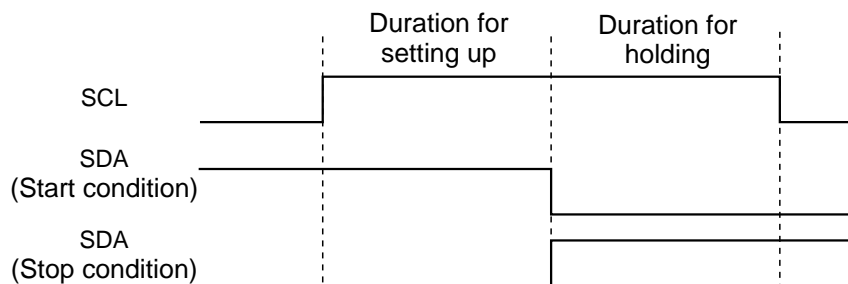 Duration for
setting up
Duration for
holding
SCL
SDA
(Start condition)
SDA
(Stop condition)